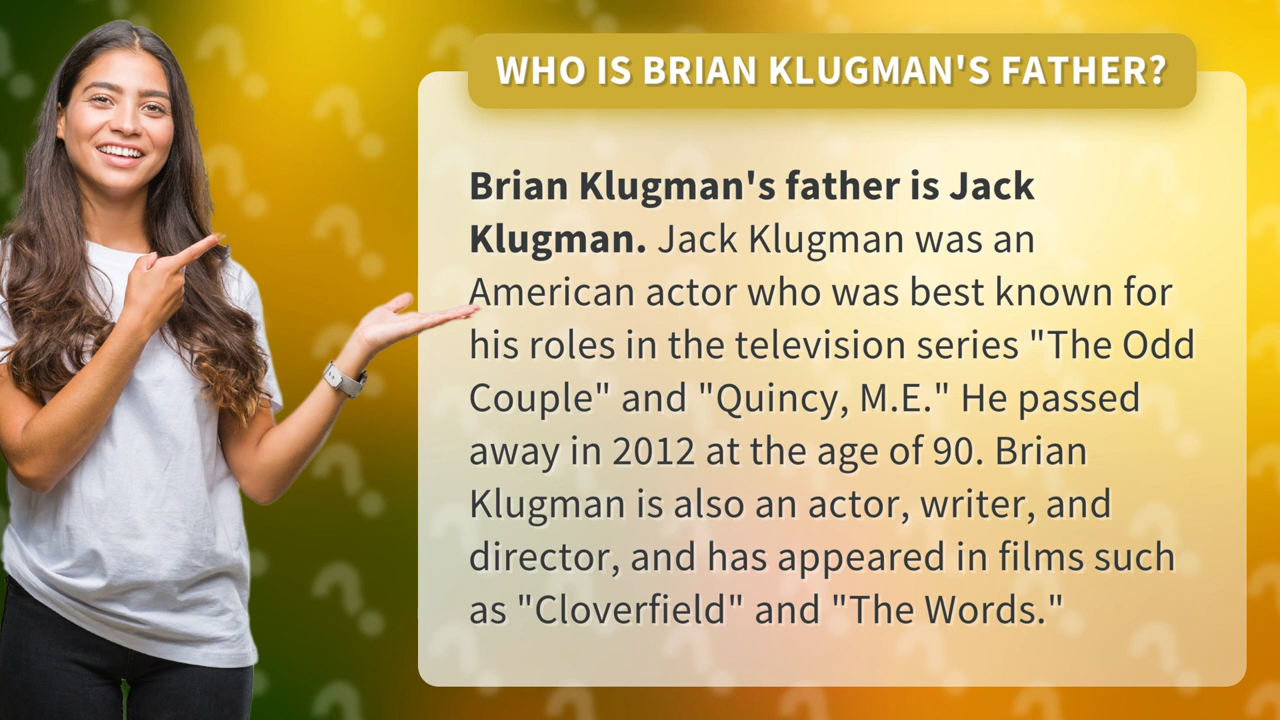 WHO IS BRIAN KLUGMAN'S FATHER?
Brian Klugman's father is Jack
Klugman. Jack Klugman was an
American actor who was best known for
his roles in the television series "The Odd
Couple" and "Quincy, M.E." He passed
away in 2012 at the age of 90. Brian
Klugman is also an actor, writer, and
director, and has appeared in films such
as "Cloverfield" and "The Words."